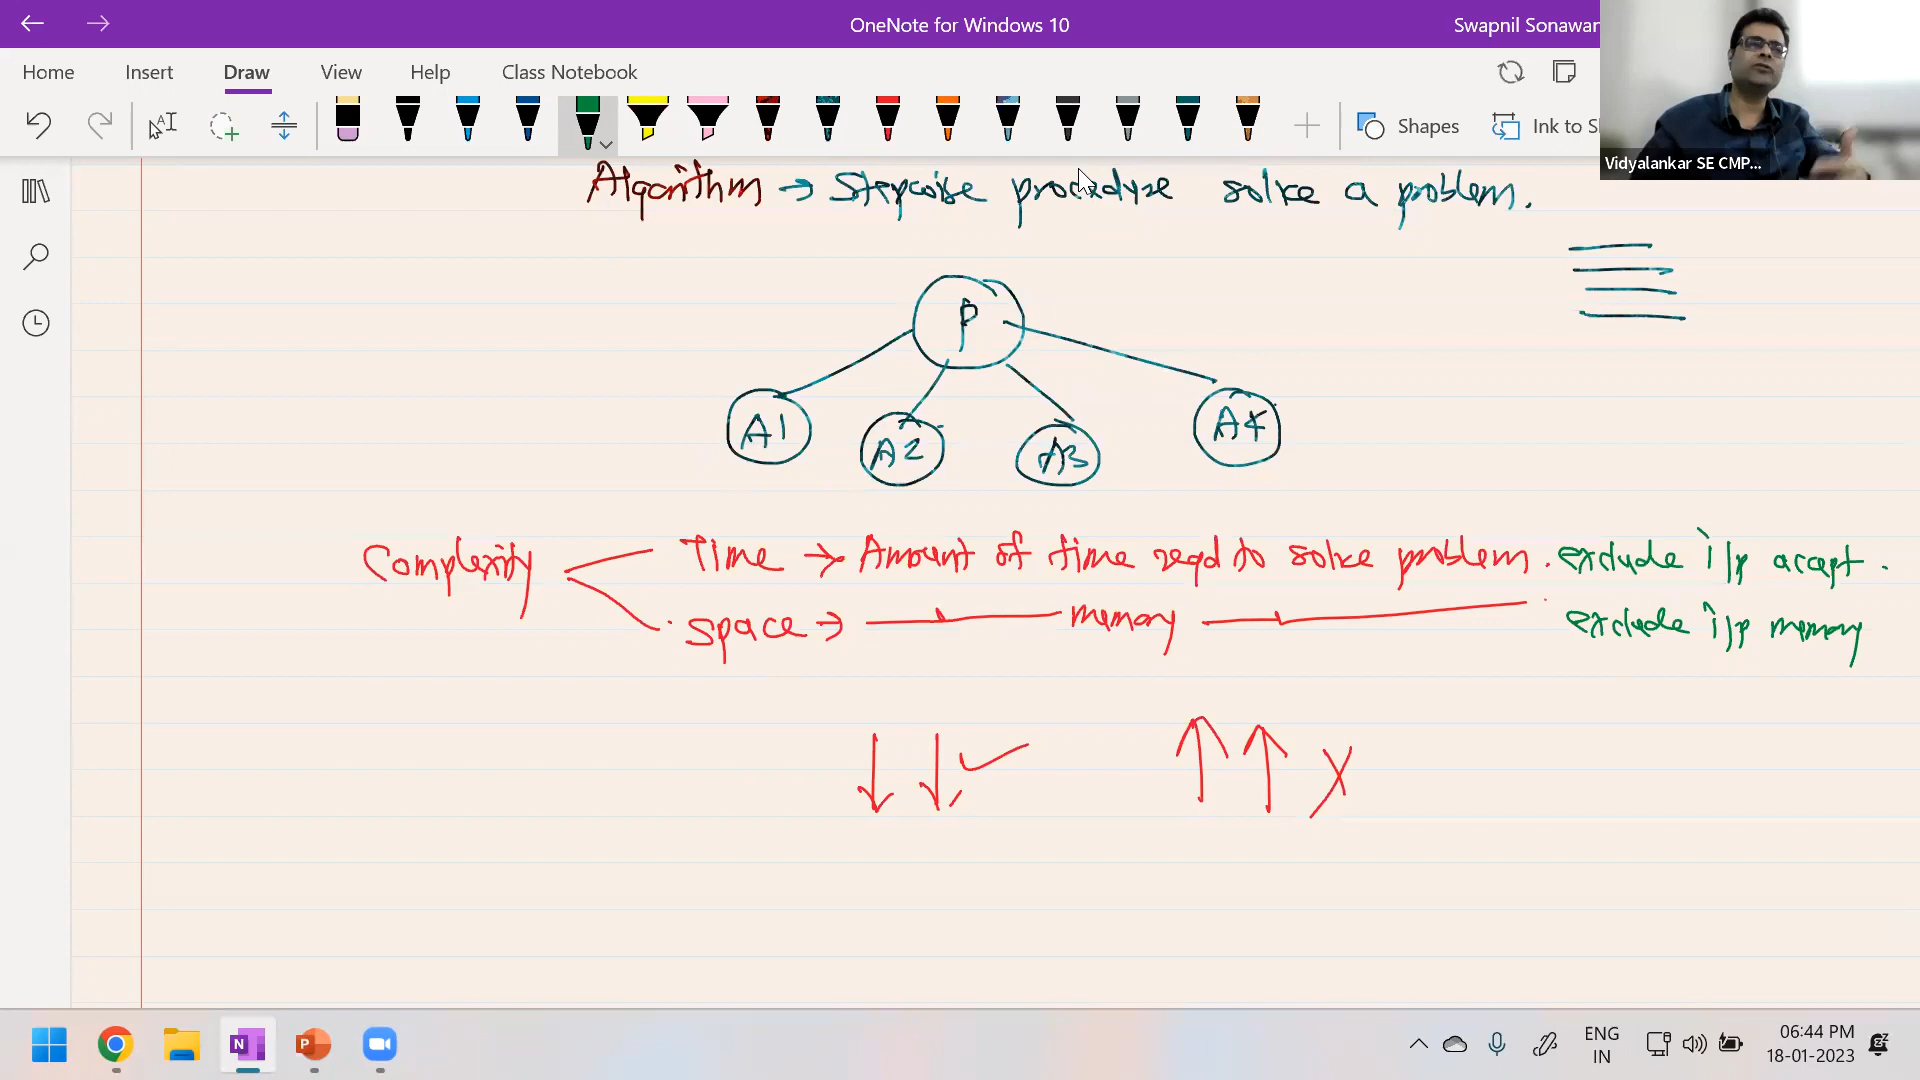 OneNote for Windows 10
Swapnil Sonawar
Home Insert Draw View Help Class Notebook
Shapes
Ink to S
Vidyalankar SE CMP...
Algorithm → Stepwise procedure solve a problem.
P
A1 A2 A3 A4
Complexity
Time → Amount of time reqd to solve problem. exclude i/p accept.
space → memory exclude i/p memory
ENG
IN
06:44 PM
18-01-2023